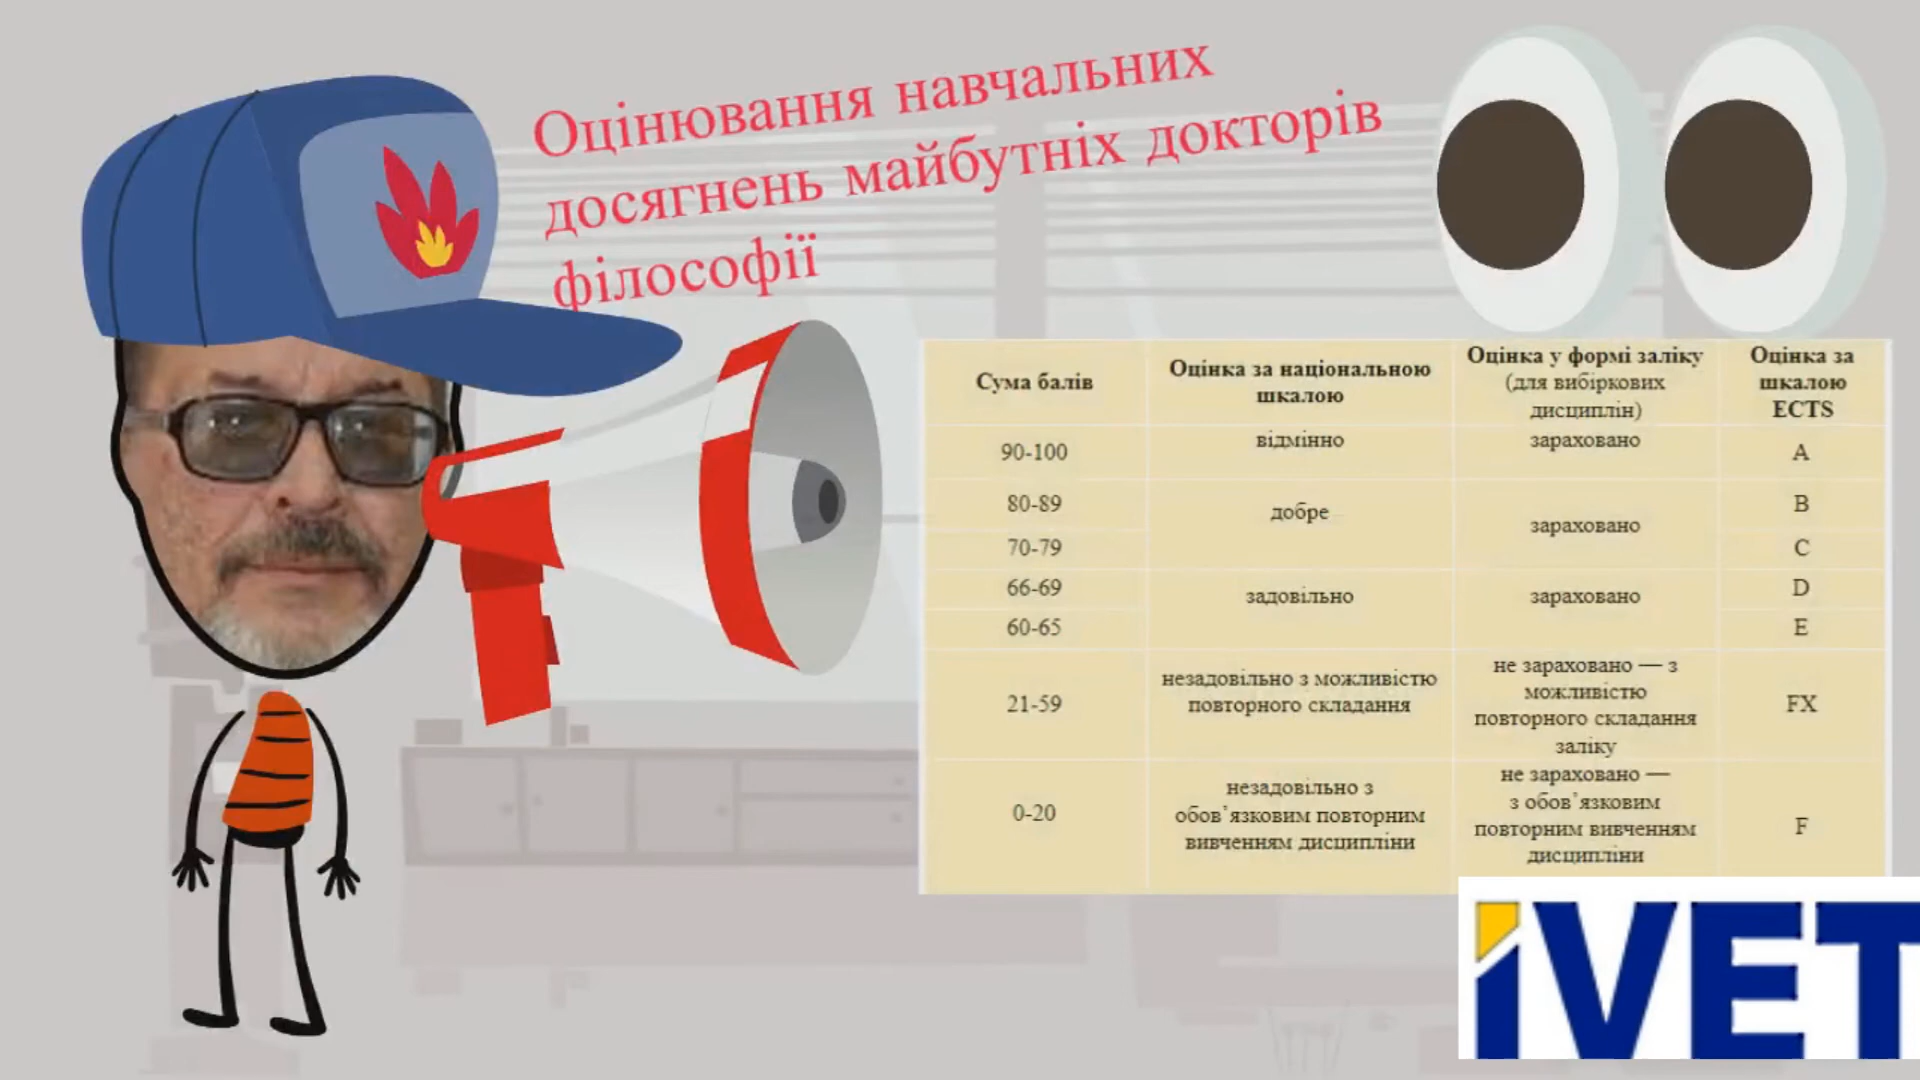 Оцінювання навчальних
досягнень майбутніх докторів
філософії
Сума балів
Оцінка за національною
шкалою
Оцінка у формі заліку
(для вибіркових
дисциплін)
Оцінка за
шкалою
ECTS
90-100
відмінно
зараховано
A
80-89
добре
зараховано
B
70-79
C
66-69
задовільно
зараховано
D
60-65
E
21-59
незадовільно з можливістю
повторного складання
не зараховано — з
можливістю
повторного складання
заліку
FX
0-20
незадовільно з
обов’язковим повторним
вивченням дисципліни
не зараховано —
з обов’язковим
повторним вивченням
дисципліни
F
iVET